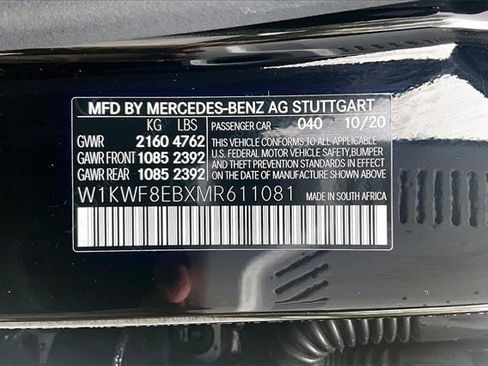 MFD BY MERCEDES-BENZ AG STUTTGART
KG LBS PASSENGER CAR 040 10/20
GVWR 2160 4762
GAWR FRONT 1085 2392
GAWR REAR 1085 2392
THIS VEHICLE CONFORMS TO ALL APPLICABLE
U.S. FEDERAL MOTOR VEHICLE SAFETY, BUMPER
AND THEFT PREVENTION STANDARDS IN EFFECT
ON THE DATE OF MANUFACTURE SHOWN ABOVE.
W1KWF8EBXMR611081 MADE IN SOUTH AFRICA